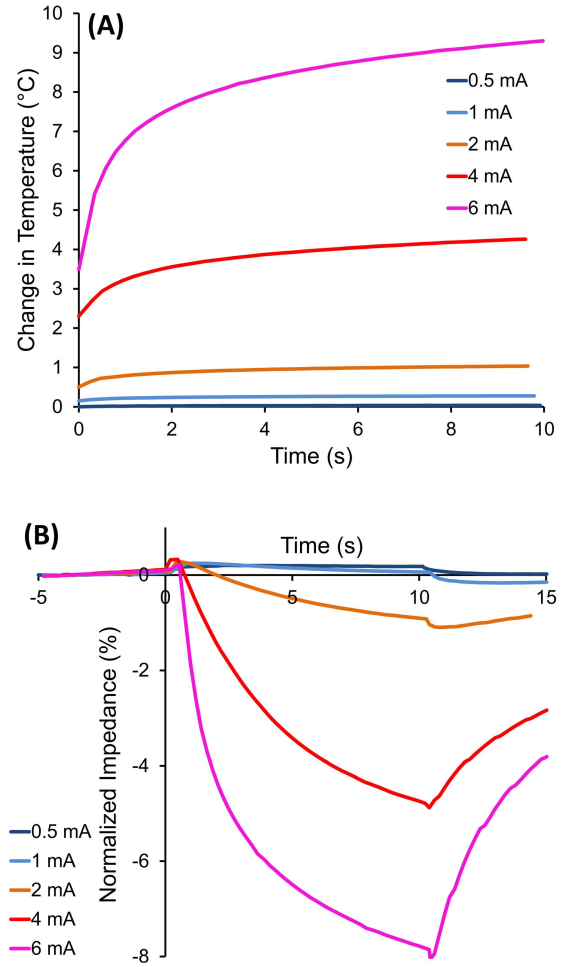 (A)
10
9
8
7
6
5
4
3
2
1
0
Change in Temperature (°C)
0.5 mA
1 mA
2 mA
4 mA
6 mA
0 2 4 6 8 10
Time (s)
(B)
Time (s)
0
-5 0 5 10 15
-2
-4
-6
-8
Normalized Impedance (%)
0.5 mA
1 mA
2 mA
4 mA
6 mA